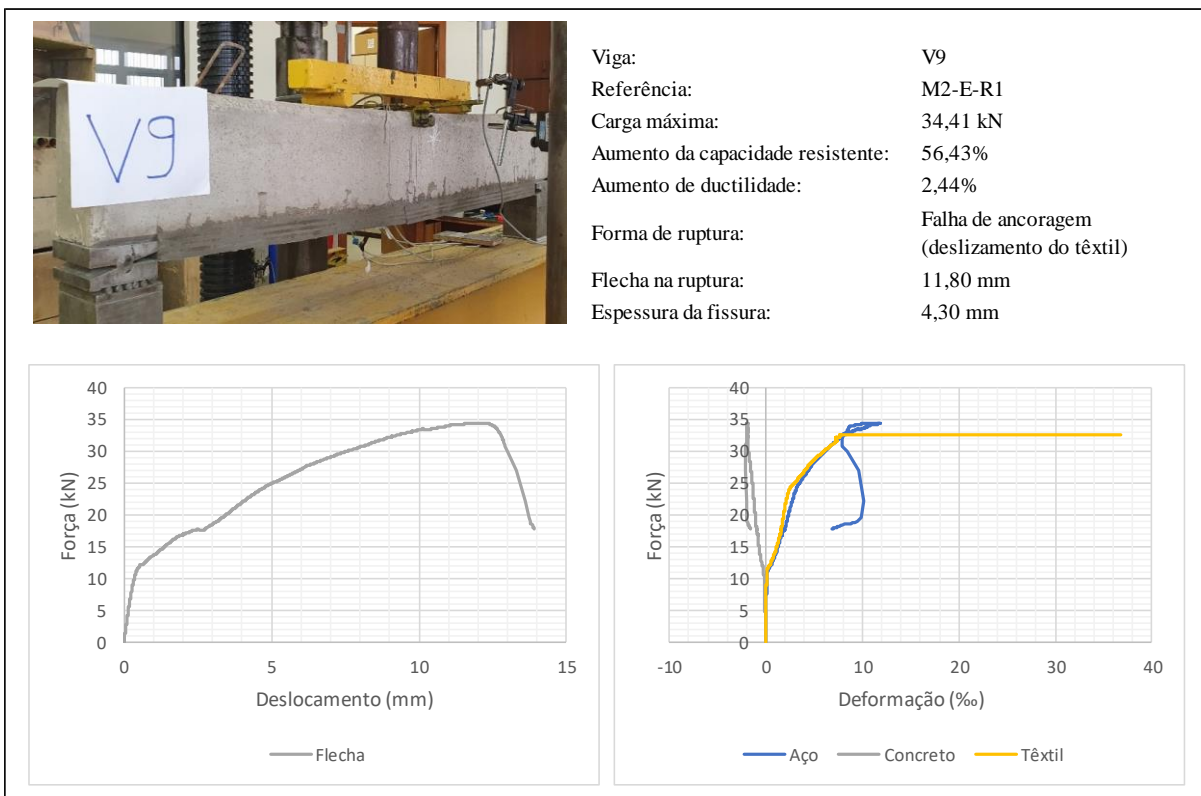 V9
Viga: V9
Referência: M2-E-R1
Carga máxima: 34,41 kN
Aumento da capacidade resistente: 56,43%
Aumento de ductilidade: 2,44%
Forma de ruptura: Falha de ancoragem
(deslizamento do têxtil)
Flecha na ruptura: 11,80 mm
Espessura da fissura: 4,30 mm
Força (kN)
40
35
30
25
20
15
10
5
0
0 5 10 15
Deslocamento (mm)
Flecha
Força (kN)
40
35
30
25
20
15
10
5
0
-10 0 10 20 30 40
Deformação (‰)
Aço Concreto Têxtil